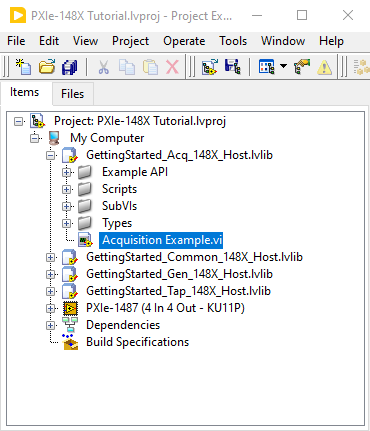 PXIe-148X Tutorial.lvproj - Project Ex...
File Edit View Project Operate Tools Window Help
Items Files
Project: PXIe-148X Tutorial.lvproj
My Computer
GettingStarted_Acq_148X_Host.lvlib
Example API
Scripts
SubVIs
Types
Acquisition Example.vi
GettingStarted_Common_148X_Host.lvlib
GettingStarted_Gen_148X_Host.lvlib
GettingStarted_Tap_148X_Host.lvlib
PXIe-1487 (4 In 4 Out - KU11P)
Dependencies
Build Specifications